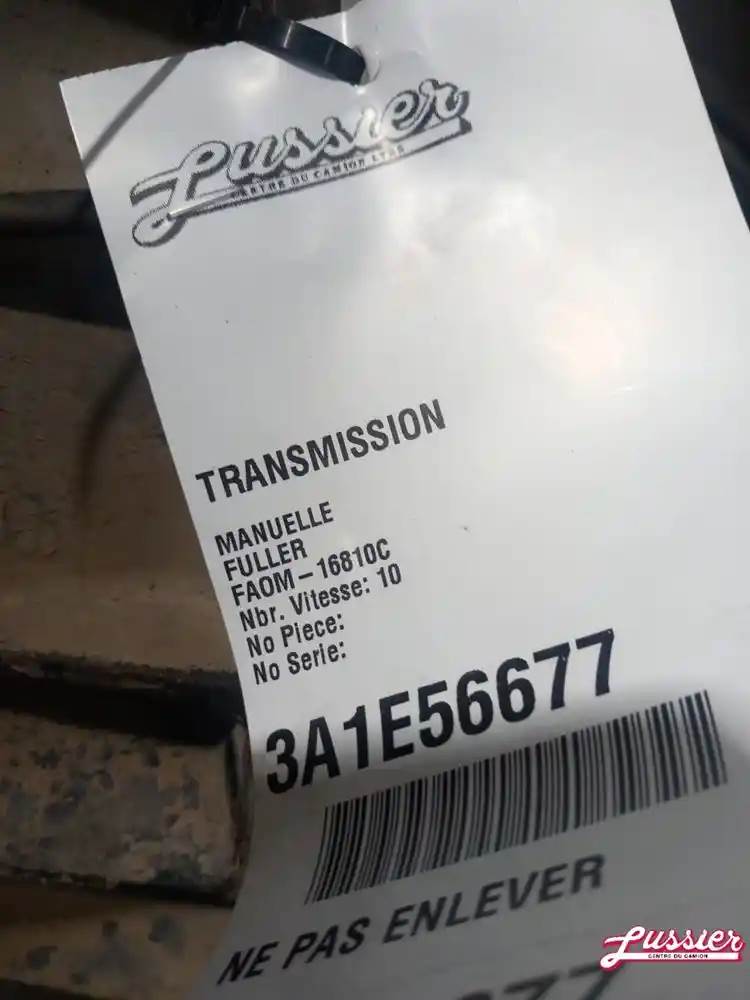 Lussier
CENTRE DU CAMION LTÉE
TRANSMISSION
MANUELLE
FULLER
FAOM-16810C
Nbr. Vitesse: 10
No Piece:
No Serie:
3A1E56677
NE PAS ENLEVER
Lussier
CENTRE DU CAMION